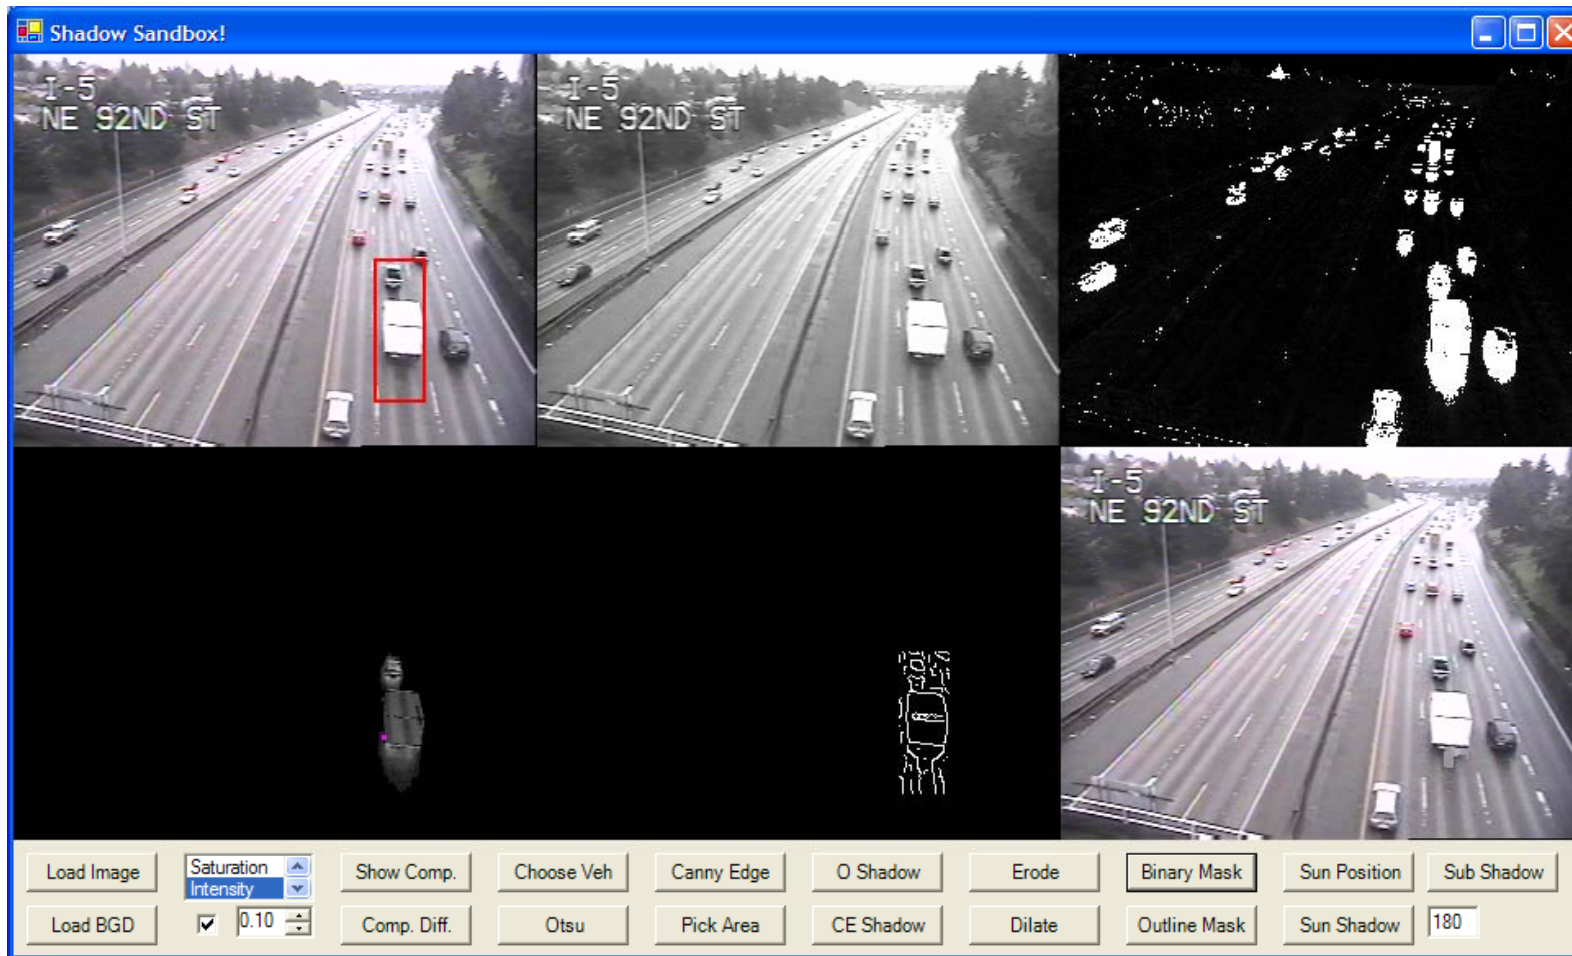 Shadow Sandbox!
I-5
NE 92ND ST
I-5
NE 92ND ST
I-5
NE 92ND ST
Load Image
Saturation
Intensity
Show Comp.
Choose Veh
Canny Edge
O Shadow
Erode
Binary Mask
Sun Position
Sub Shadow
Load BGD
0.10
Comp. Diff.
Otsu
Pick Area
CE Shadow
Dilate
Outline Mask
Sun Shadow
180